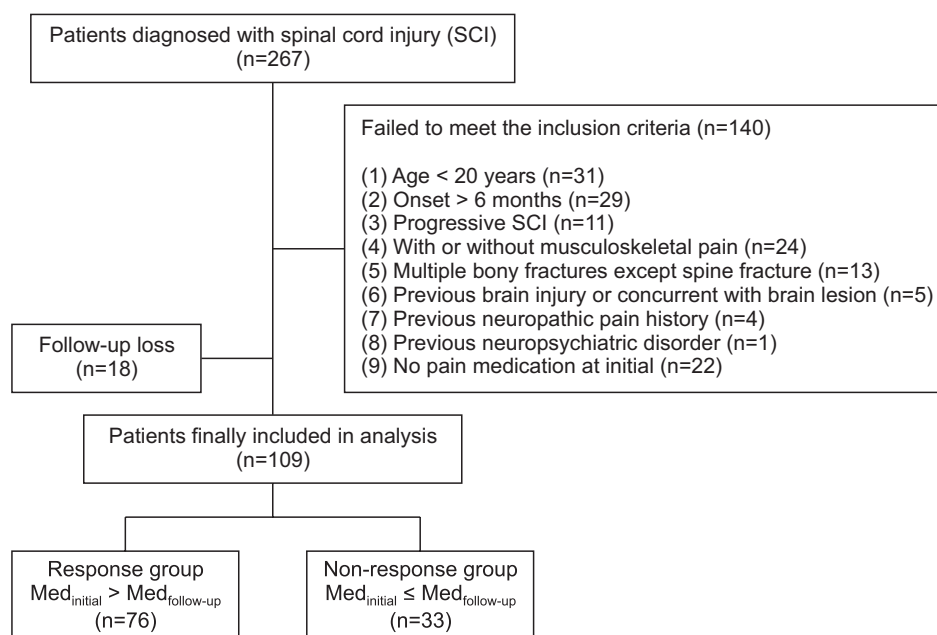 Patients diagnosed with spinal cord injury (SCI)
(n=267)
Failed to meet the inclusion criteria (n=140)
(1) Age < 20 years (n=31)
(2) Onset > 6 months (n=29)
(3) Progressive SCI (n=11)
(4) With or without musculoskeletal pain (n=24)
(5) Multiple bony fractures except spine fracture (n=13)
(6) Previous brain injury or concurrent with brain lesion (n=5)
(7) Previous neuropathic pain history (n=4)
(8) Previous neuropsychiatric disorder (n=1)
(9) No pain medication at initial (n=22)
Follow-up loss
(n=18)
Patients finally included in analysis
(n=109)
Response group
Med_initial > Med_follow-up
(n=76)
Non-response group
Med_initial ≤ Med_follow-up
(n=33)